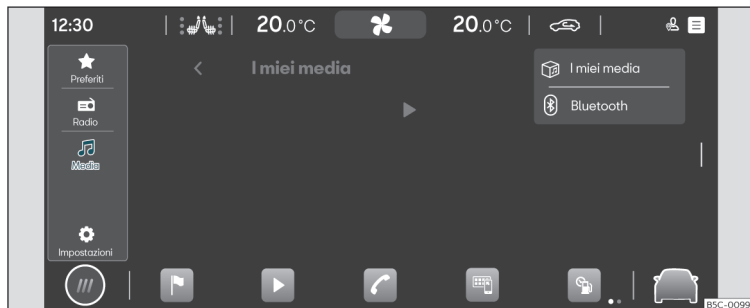 12:30
20.0°C
20.0°C
Preferiti
Radio
Media
Impostazioni
I miei media
I miei media
Bluetooth
B5C-0099